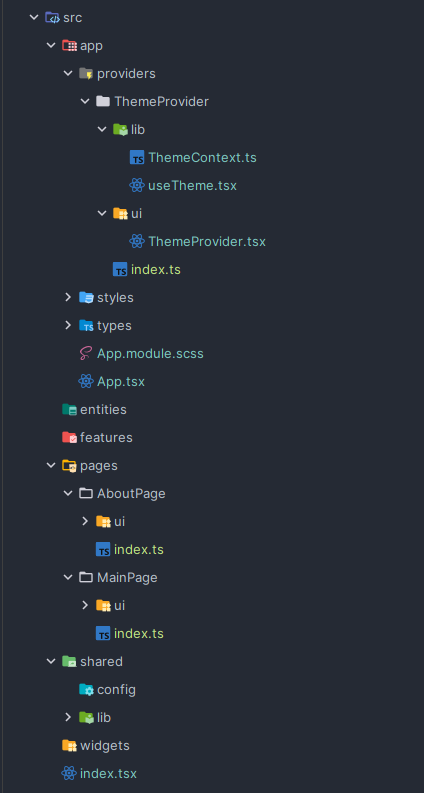 src
app
providers
ThemeProvider
lib
ThemeContext.ts
useTheme.tsx
ui
ThemeProvider.tsx
index.ts
styles
types
App.module.scss
App.tsx
entities
features
pages
AboutPage
ui
index.ts
MainPage
ui
index.ts
shared
config
lib
widgets
index.tsx